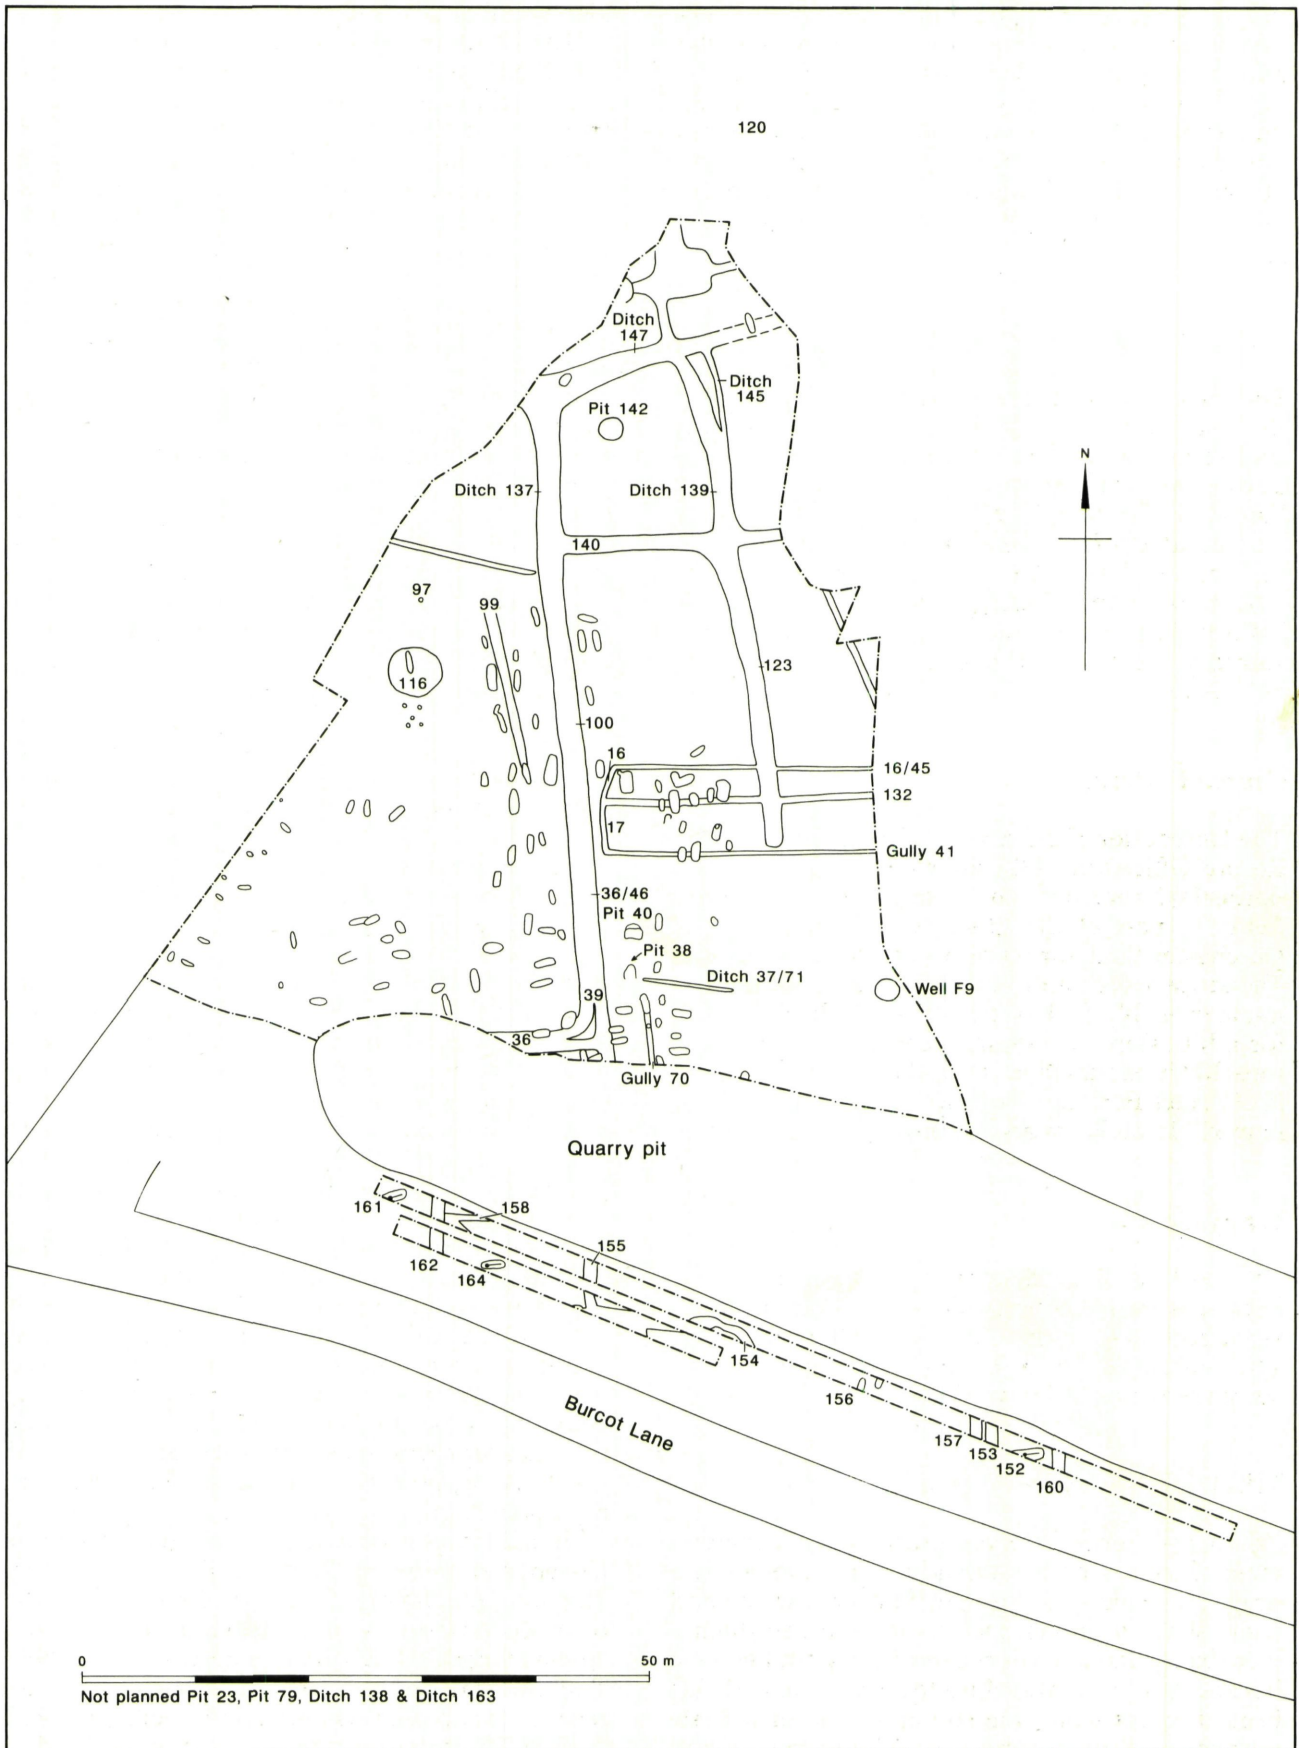 120
Ditch
147
Ditch
145
Pit 142
N
Ditch 137
Ditch 139
140
97
99
116
123
100
16
16/45
132
17
Gully 41
36/46
Pit 40
Pit 38
Ditch 37/71
Well F9
39
36
Gully 70
Quarry pit
161
158
155
162
164
154
156
Burcot Lane
157
153
152
160
0
50 m
Not planned Pit 23, Pit 79, Ditch 138 & Ditch 163